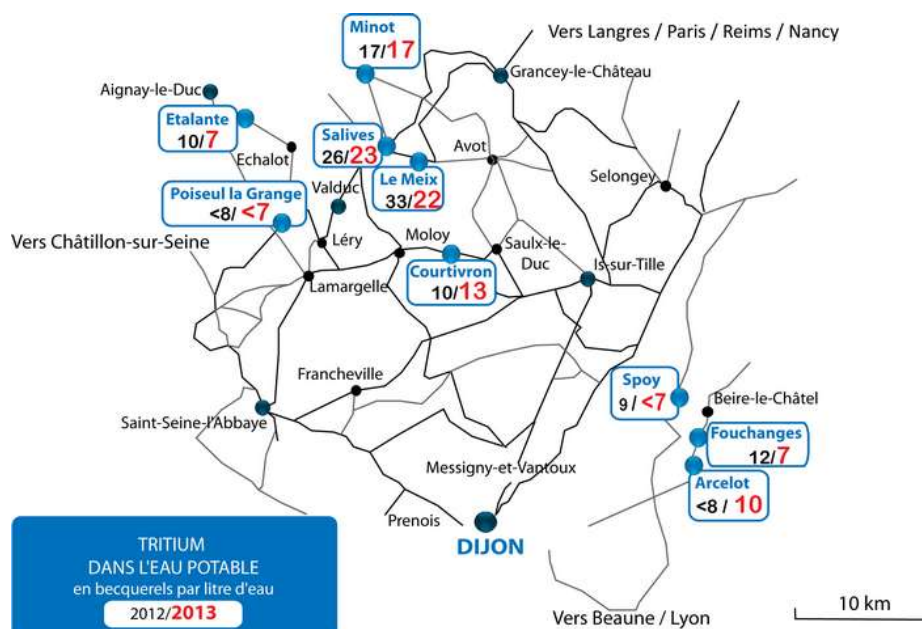 Minot
17/17
Vers Langres / Paris / Reims / Nancy
Grancey-le-Château
Aignay-le-Duc
Etalante
10/7
Echalot
Salives
26/23
Avot
Le Meix
33/22
Selongey
Poiseul la Grange
<8/ <7
Valduc
Vers Châtillon-sur-Seine
Léry
Moloy
Saulx-le-
Duc
Is-sur-Tille
Lamargelle
Courtivron
10/13
Francheville
Spoy
9 / <7
Beire-le-Châtel
Saint-Seine-l'Abbaye
Fouchanges
12/7
Messigny-et-Vantoux
Arcelot
<8 / 10
Prenois
DIJON
TRITIUM
DANS L'EAU POTABLE
en becquerels par litre d'eau
2012/2013
Vers Beaune / Lyon
10 km